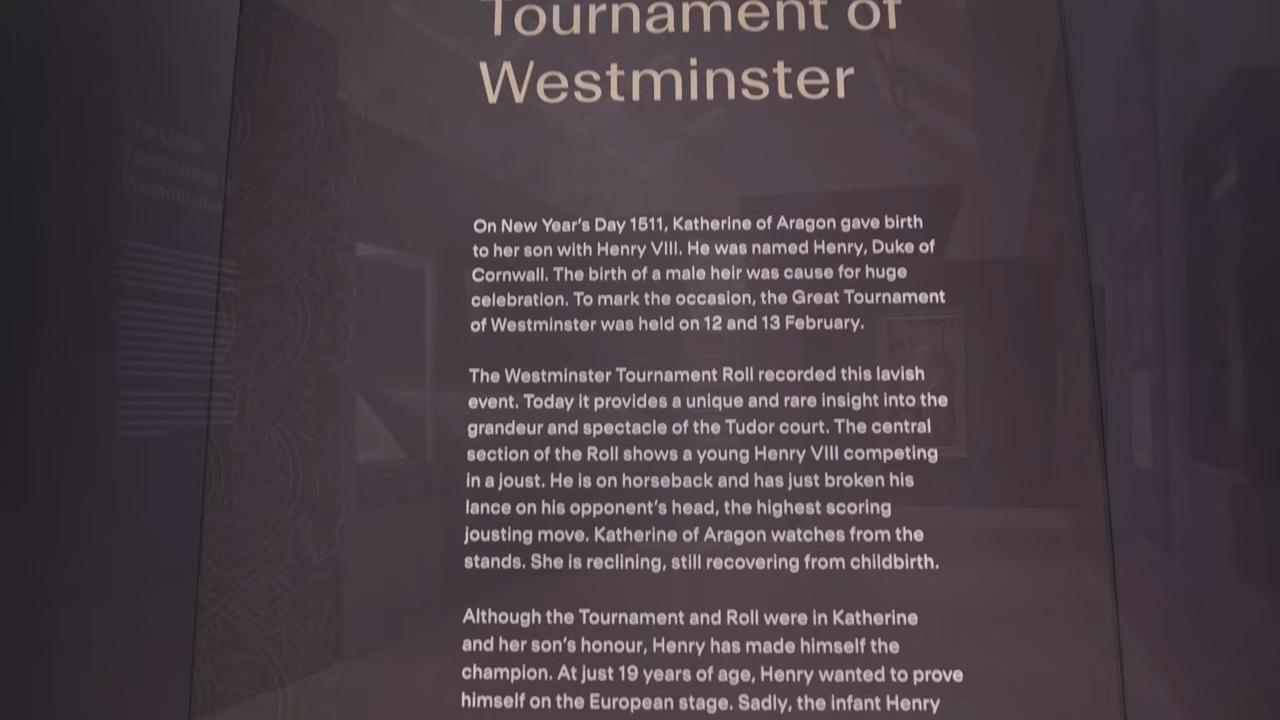 Tournament of
Westminster
On New Year's Day 1511, Katherine of Aragon gave birth
to her son with Henry VIII. He was named Henry, Duke of
Cornwall. The birth of a male heir was cause for huge
celebration. To mark the occasion, the Great Tournament
of Westminster was held on 12 and 13 February.
The Westminster Tournament Roll recorded this lavish
event. Today it provides a unique and rare insight into the
grandeur and spectacle of the Tudor court. The central
section of the Roll shows a young Henry VIII competing
in a joust. He is on horseback and has just broken his
lance on his opponent's head, the highest scoring
jousting move. Katherine of Aragon watches from the
stands. She is reclining, still recovering from childbirth.
Although the Tournament and Roll were in Katherine
and her son's honour, Henry has made himself the
champion. At just 19 years of age, Henry wanted to prove
himself on the European stage. Sadly, the infant Henry